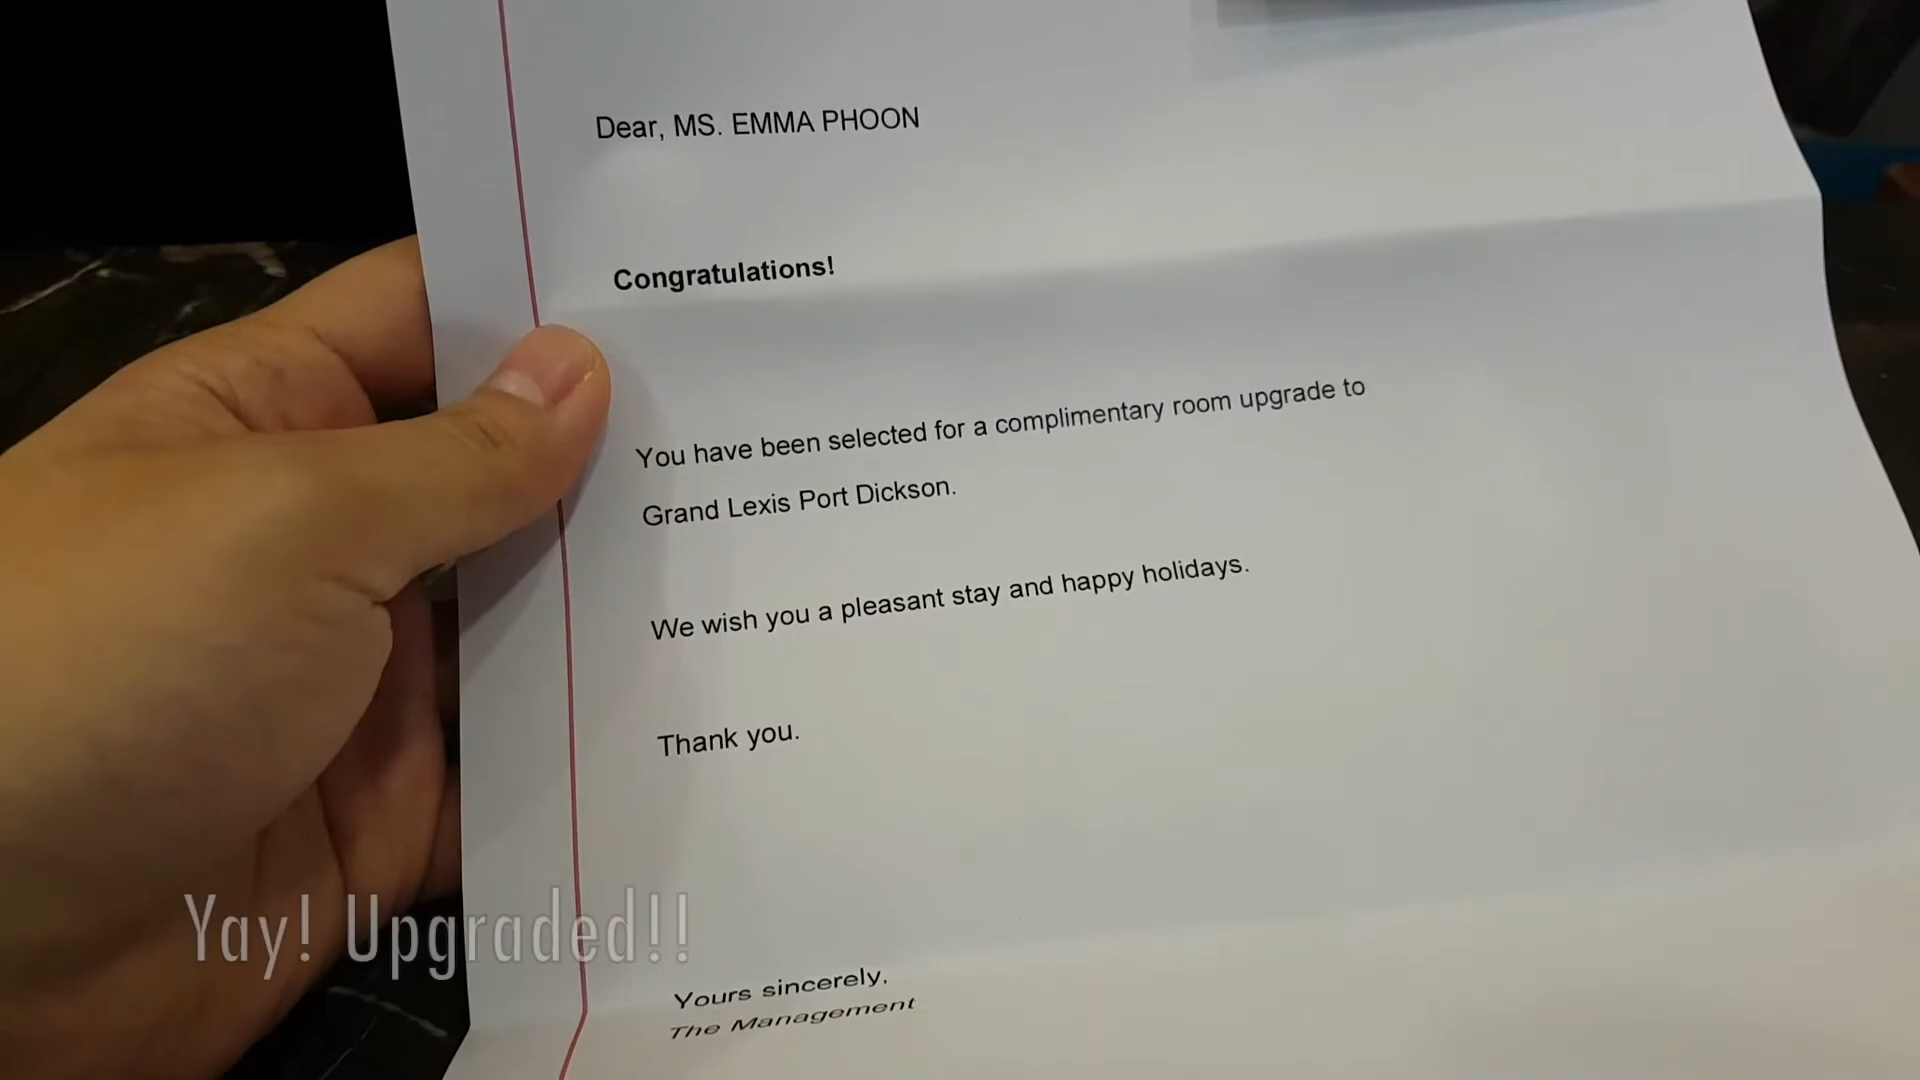 Dear, MS. EMMA PHOON
Congratulations!
You have been selected for a complimentary room upgrade to
Grand Lexis Port Dickson.
We wish you a pleasant stay and happy holidays.
Thank you.
Yay! Upgraded!!
Yours sincerely,
The Management